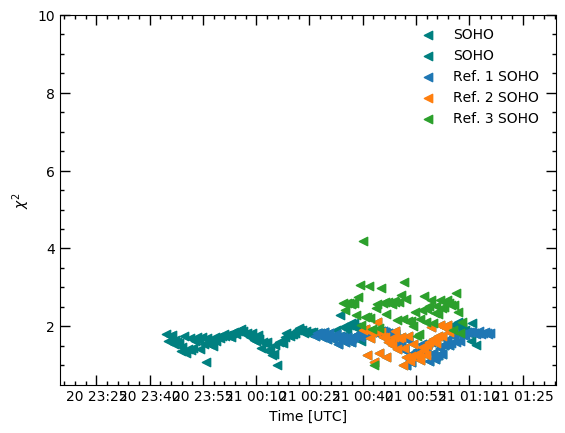 SOHO
SOHO
Ref. 1 SOHO
Ref. 2 SOHO
Ref. 3 SOHO
10
8
6
4
2
χ²
20 23:25 20 23:40 20 23:55 21 00:10 21 00:25 21 00:40 21 00:55 21 01:10 21 01:25
Time [UTC]